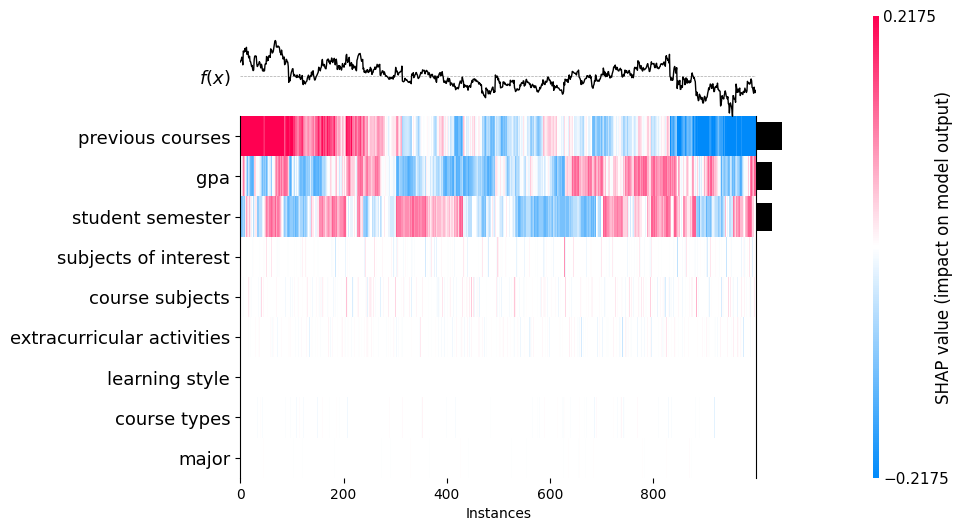 0.2175
f(x)
previous courses
gpa
student semester
subjects of interest
course subjects
extracurricular activities
learning style
course types
major
0 200 400 600 800
Instances
SHAP value (impact on model output)
−0.2175